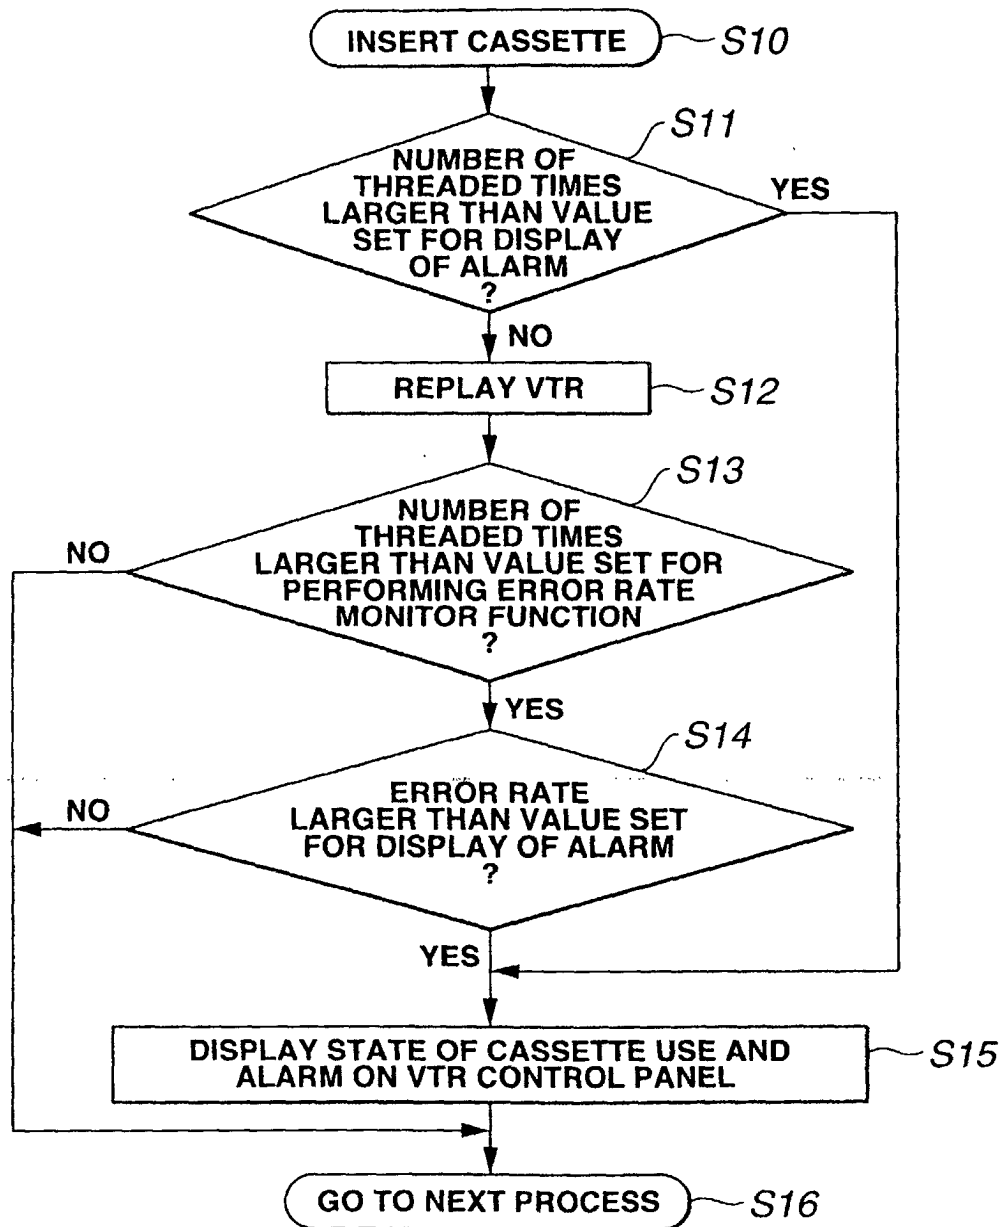 INSERT CASSETTE
S10
S11
NUMBER OF
THREADED TIMES
LARGER THAN VALUE
SET FOR DISPLAY
OF ALARM
?
YES
NO
REPLAY VTR
S12
S13
NUMBER OF
THREADED TIMES
LARGER THAN VALUE SET FOR
PERFORMING ERROR RATE
MONITOR FUNCTION
?
NO
YES
S14
ERROR RATE
LARGER THAN VALUE SET
FOR DISPLAY OF ALARM
?
NO
YES
DISPLAY STATE OF CASSETTE USE AND
ALARM ON VTR CONTROL PANEL
S15
GO TO NEXT PROCESS
S16